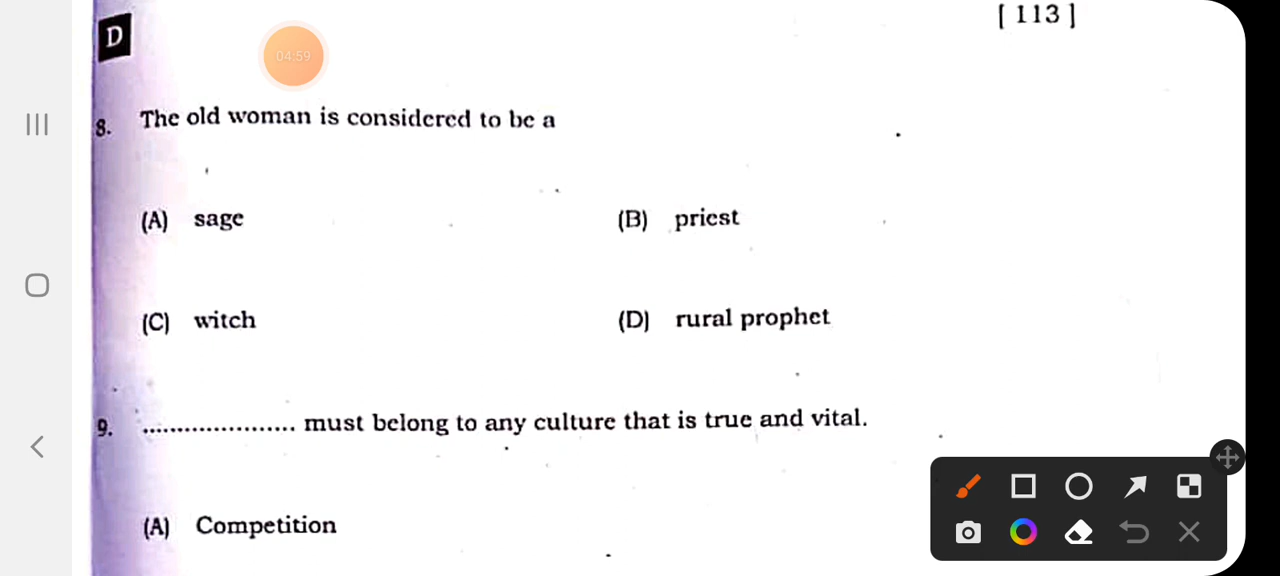 D
[ 113 ]
04:59
8. The old woman is considered to be a
(A) sage
(B) priest
(C) witch
(D) rural prophet
9. ...................... must belong to any culture that is true and vital.
(A) Competition